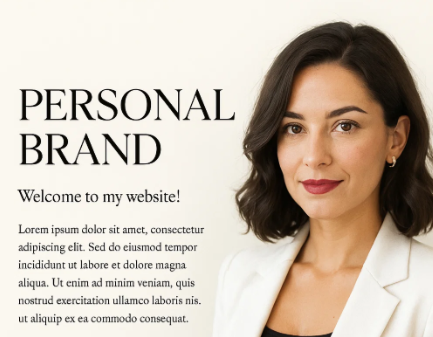 PERSONAL
BRAND
Welcome to my website!
Lorem ipsum dolor sit amet, consectetur
adipiscing elit. Sed do eiusmod tempor
incididunt ut labore et dolore magna
aliqua. Ut enim ad minim veniam, quis
nostrud exercitation ullamco laboris nis.
ut aliquip ex ea commodo consequat.